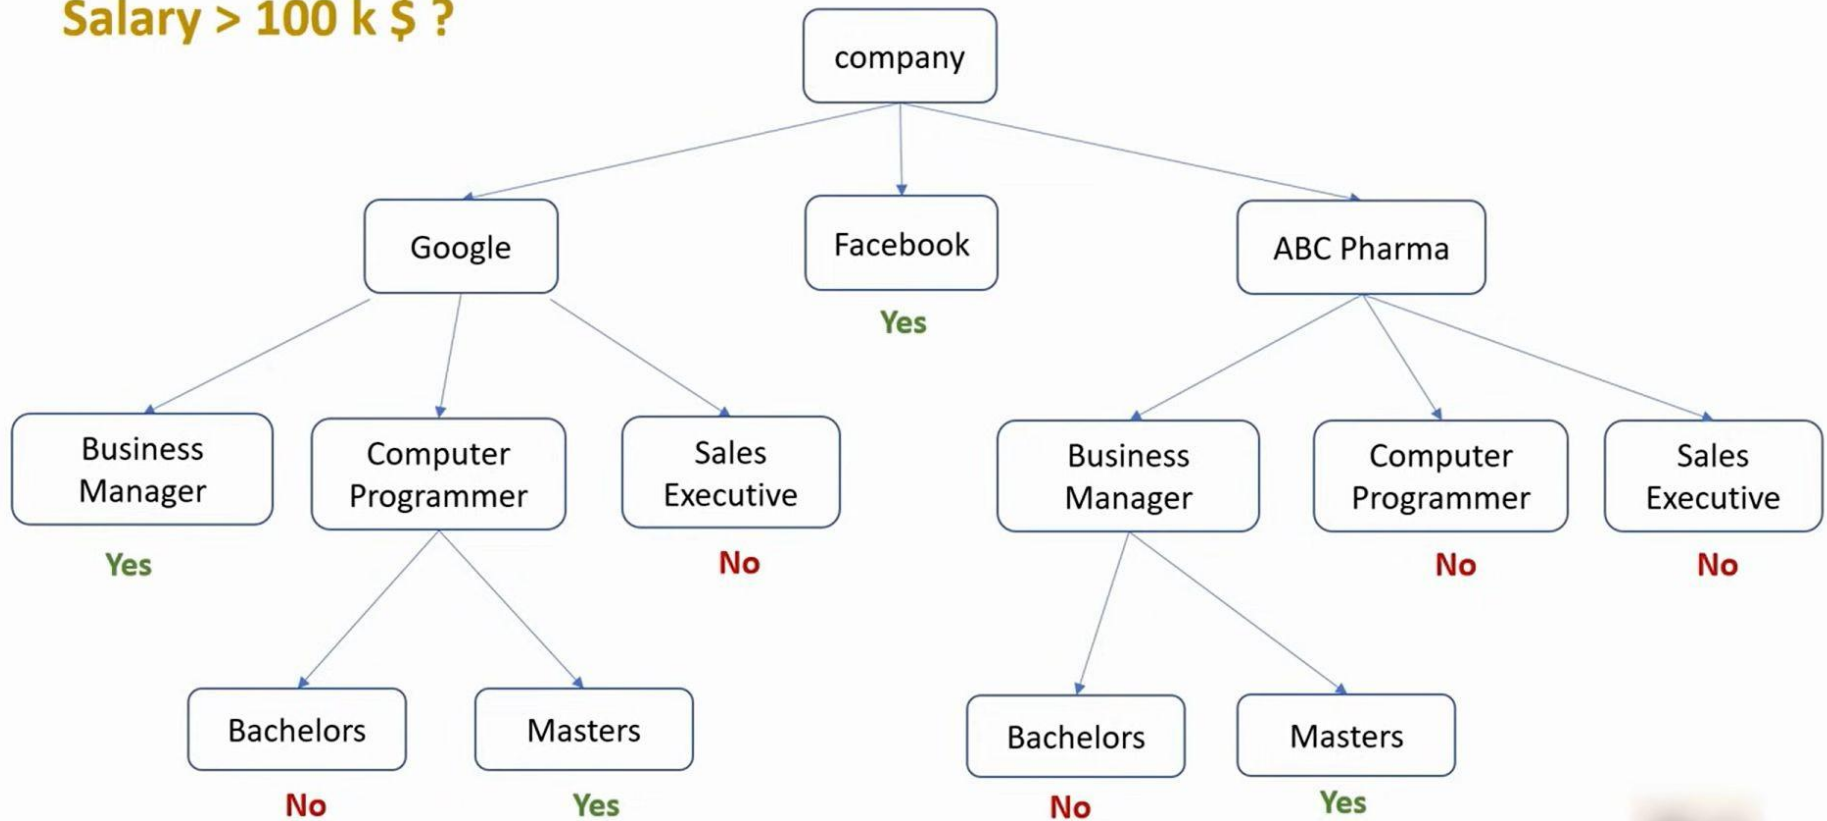 Salary > 100 k $ ?
company
Google
Facebook
ABC Pharma
Yes
Business
Manager
Computer
Programmer
Sales
Executive
Business
Manager
Computer
Programmer
Sales
Executive
Yes
No
No
No
Bachelors
Masters
Bachelors
Masters
No
Yes
No
Yes